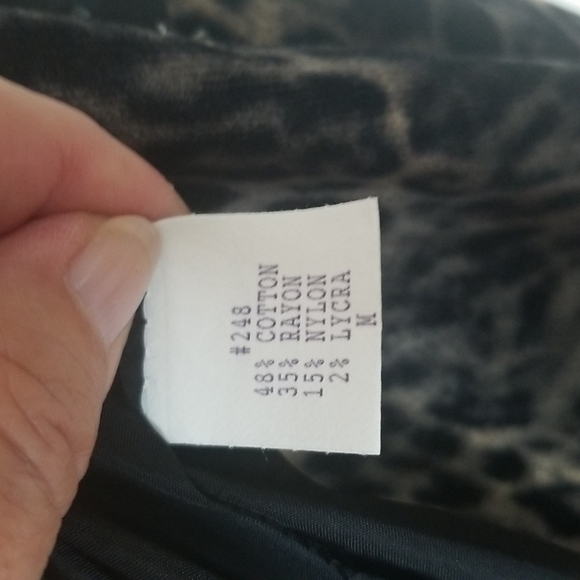 #248
48% COTTON
35% RAYON
15% NYLON
2% LYCRA
M